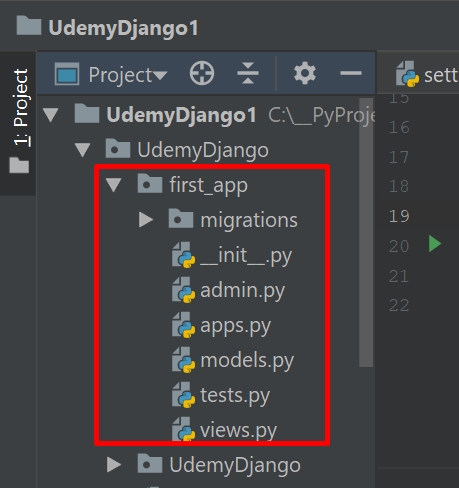 UdemyDjango1
Project
sett
1: Project
UdemyDjango1 C:\__PyProje
UdemyDjango
first_app
migrations
__init__.py
admin.py
apps.py
models.py
tests.py
views.py
UdemyDjango
15
16
17
18
19
20
21
22